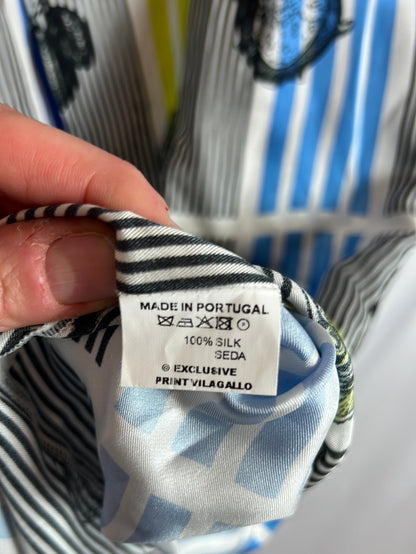 MADE IN PORTUGAL
100% SILK
SEDA
© EXCLUSIVE
PRINT VILAGALLO